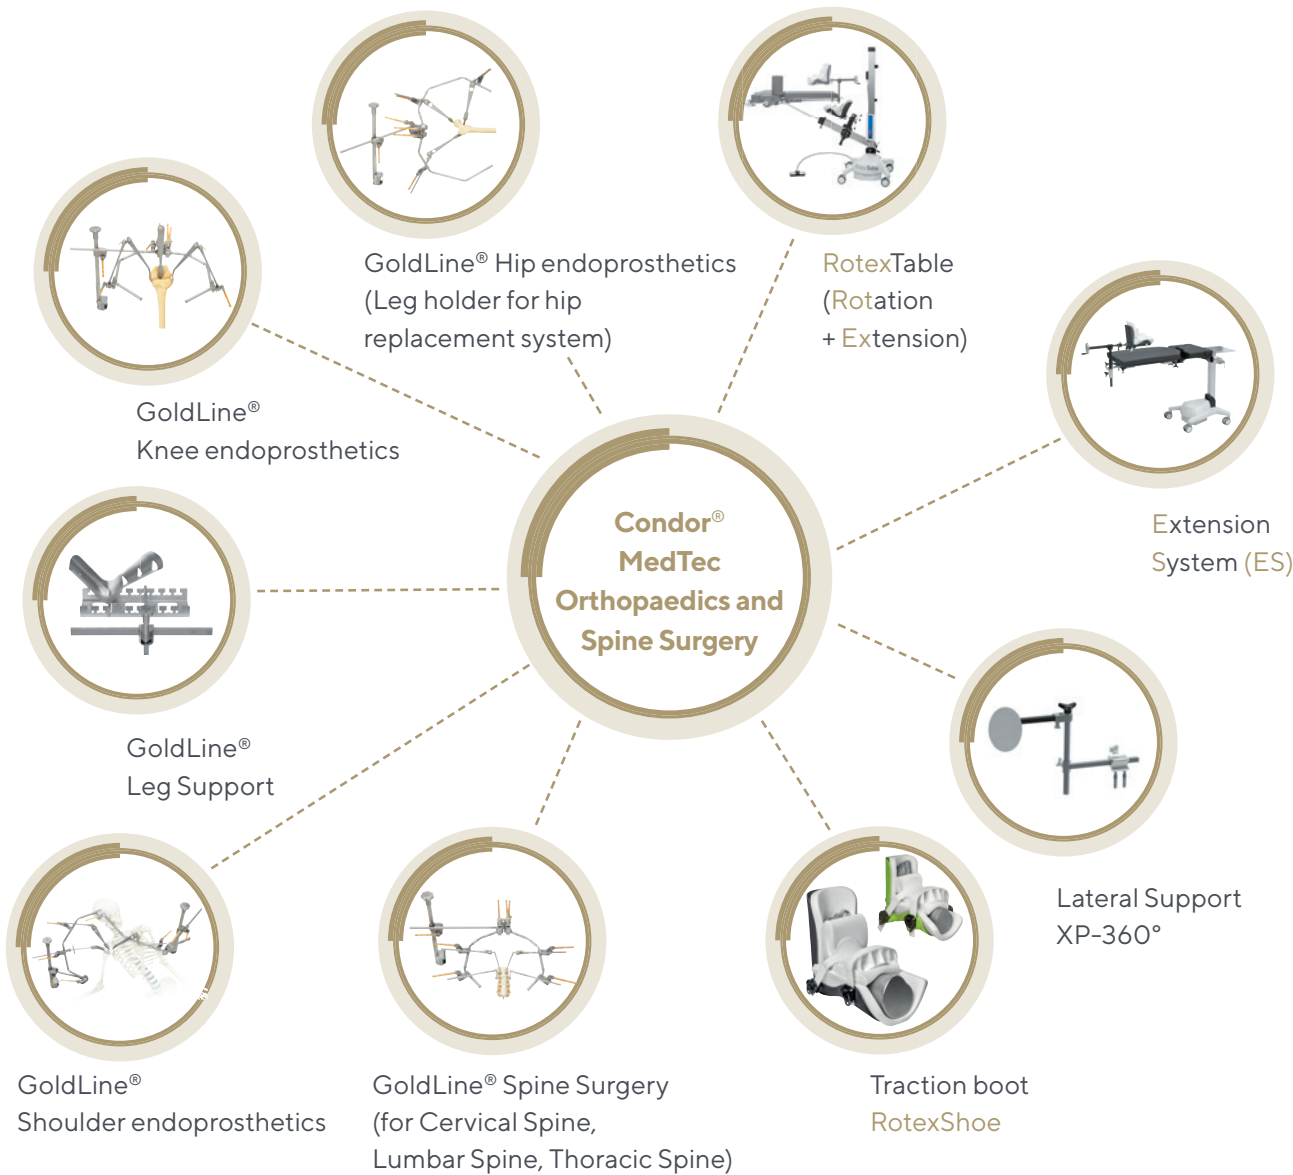 GoldLine® Hip endoprosthetics
(Leg holder for hip
replacement system)
RotexTable
(Rotation
+ Extension)
GoldLine®
Knee endoprosthetics
Extension
System (ES)
Condor®
MedTec
Orthopaedics and
Spine Surgery
GoldLine®
Leg Support
Lateral Support
XP-360°
GoldLine®
Shoulder endoprosthetics
GoldLine® Spine Surgery
(for Cervical Spine,
Lumbar Spine, Thoracic Spine)
Traction boot
RotexShoe